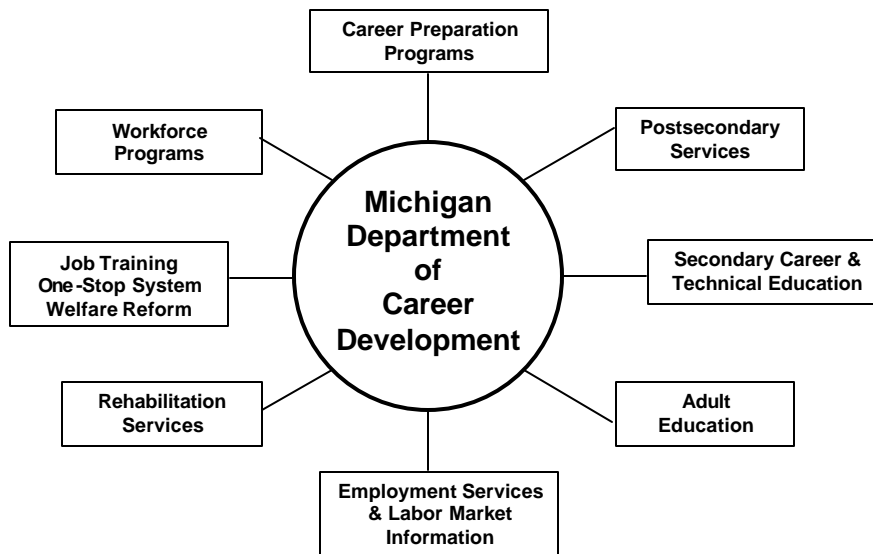 Career Preparation
Programs
Workforce
Programs
Postsecondary
Services
Michigan
Department
of
Career
Development
Job Training
One-Stop System
Welfare Reform
Secondary Career &
Technical Education
Rehabilitation
Services
Adult
Education
Employment Services
& Labor Market
Information